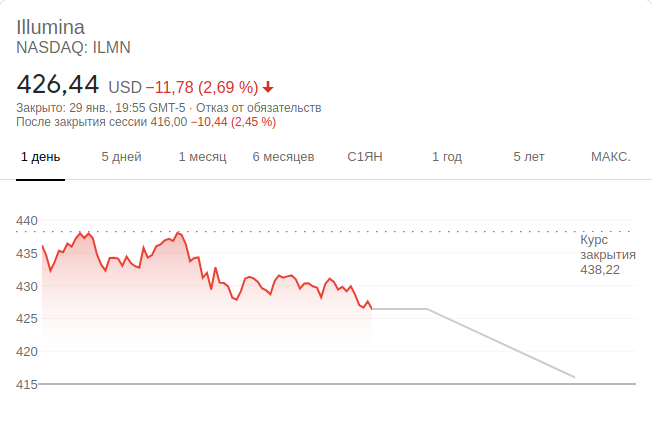 Illumina
NASDAQ: ILMN
426,44 USD −11,78 (2,69 %)
Закрыто: 29 янв., 19:55 GMT-5 · Отказ от обязательств
После закрытия сессии 416,00 −10,44 (2,45 %)
1 день 5 дней 1 месяц 6 месяцев С1ЯН 1 год 5 лет МАКС.
440
435
430
425
420
415
Курс
закрытия
438,22